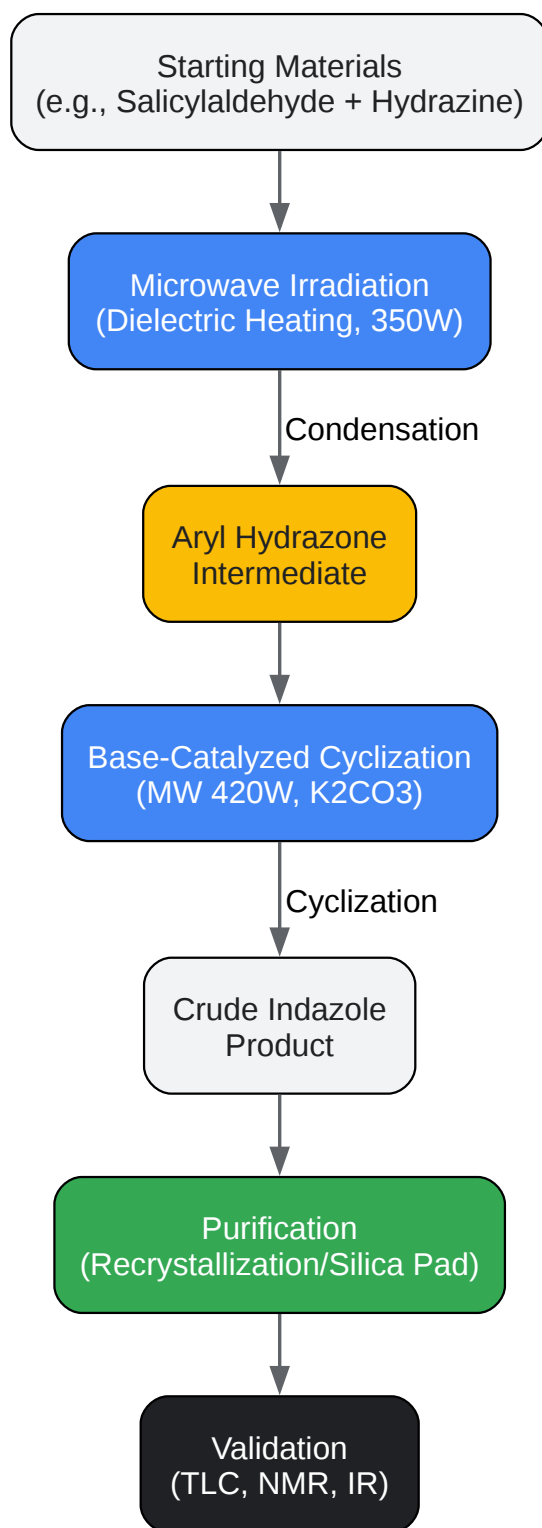 Starting Materials
(e.g., Salicylaldehyde + Hydrazine)
Microwave Irradiation
(Dielectric Heating, 350W)
Condensation
Aryl Hydrazone
Intermediate
Base-Catalyzed Cyclization
(MW 420W, K2CO3)
Cyclization
Crude Indazole
Product
Purification
(Recrystallization/Silica Pad)
Validation
(TLC, NMR, IR)